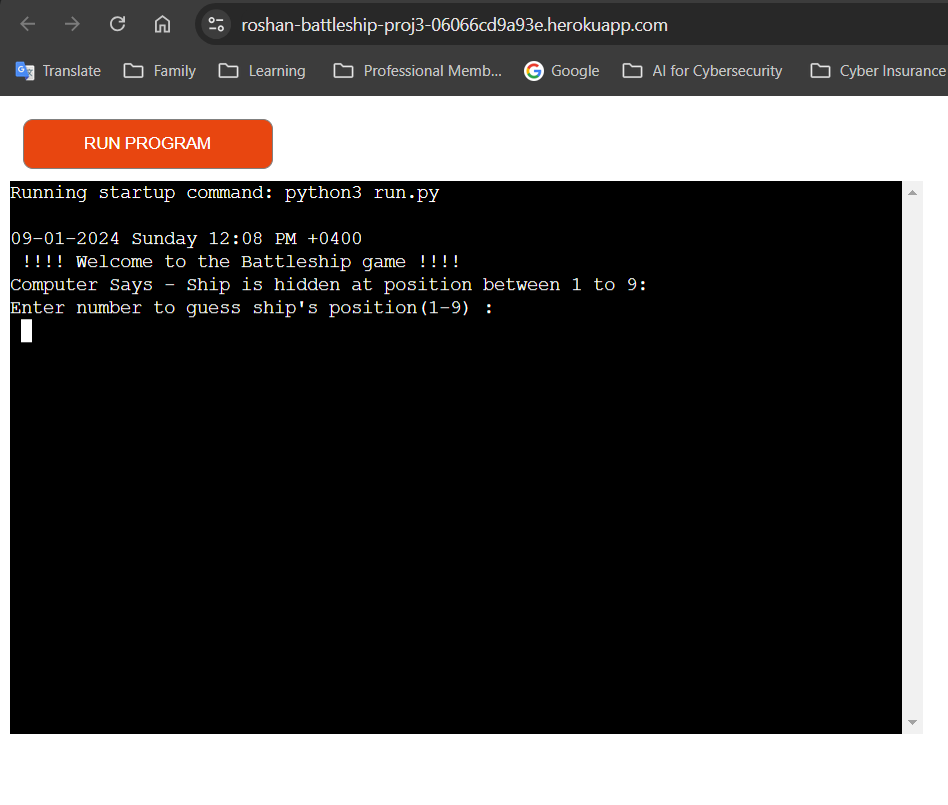 roshan-battleship-proj3-06066cd9a93e.herokuapp.com
Translate Family Learning Professional Memb... Google AI for Cybersecurity Cyber Insurance
RUN PROGRAM
Running startup command: python3 run.py
09-01-2024 Sunday 12:08 PM +0400
!!!! Welcome to the Battleship game !!!!
Computer Says - Ship is hidden at position between 1 to 9:
Enter number to guess ship's position(1-9) :